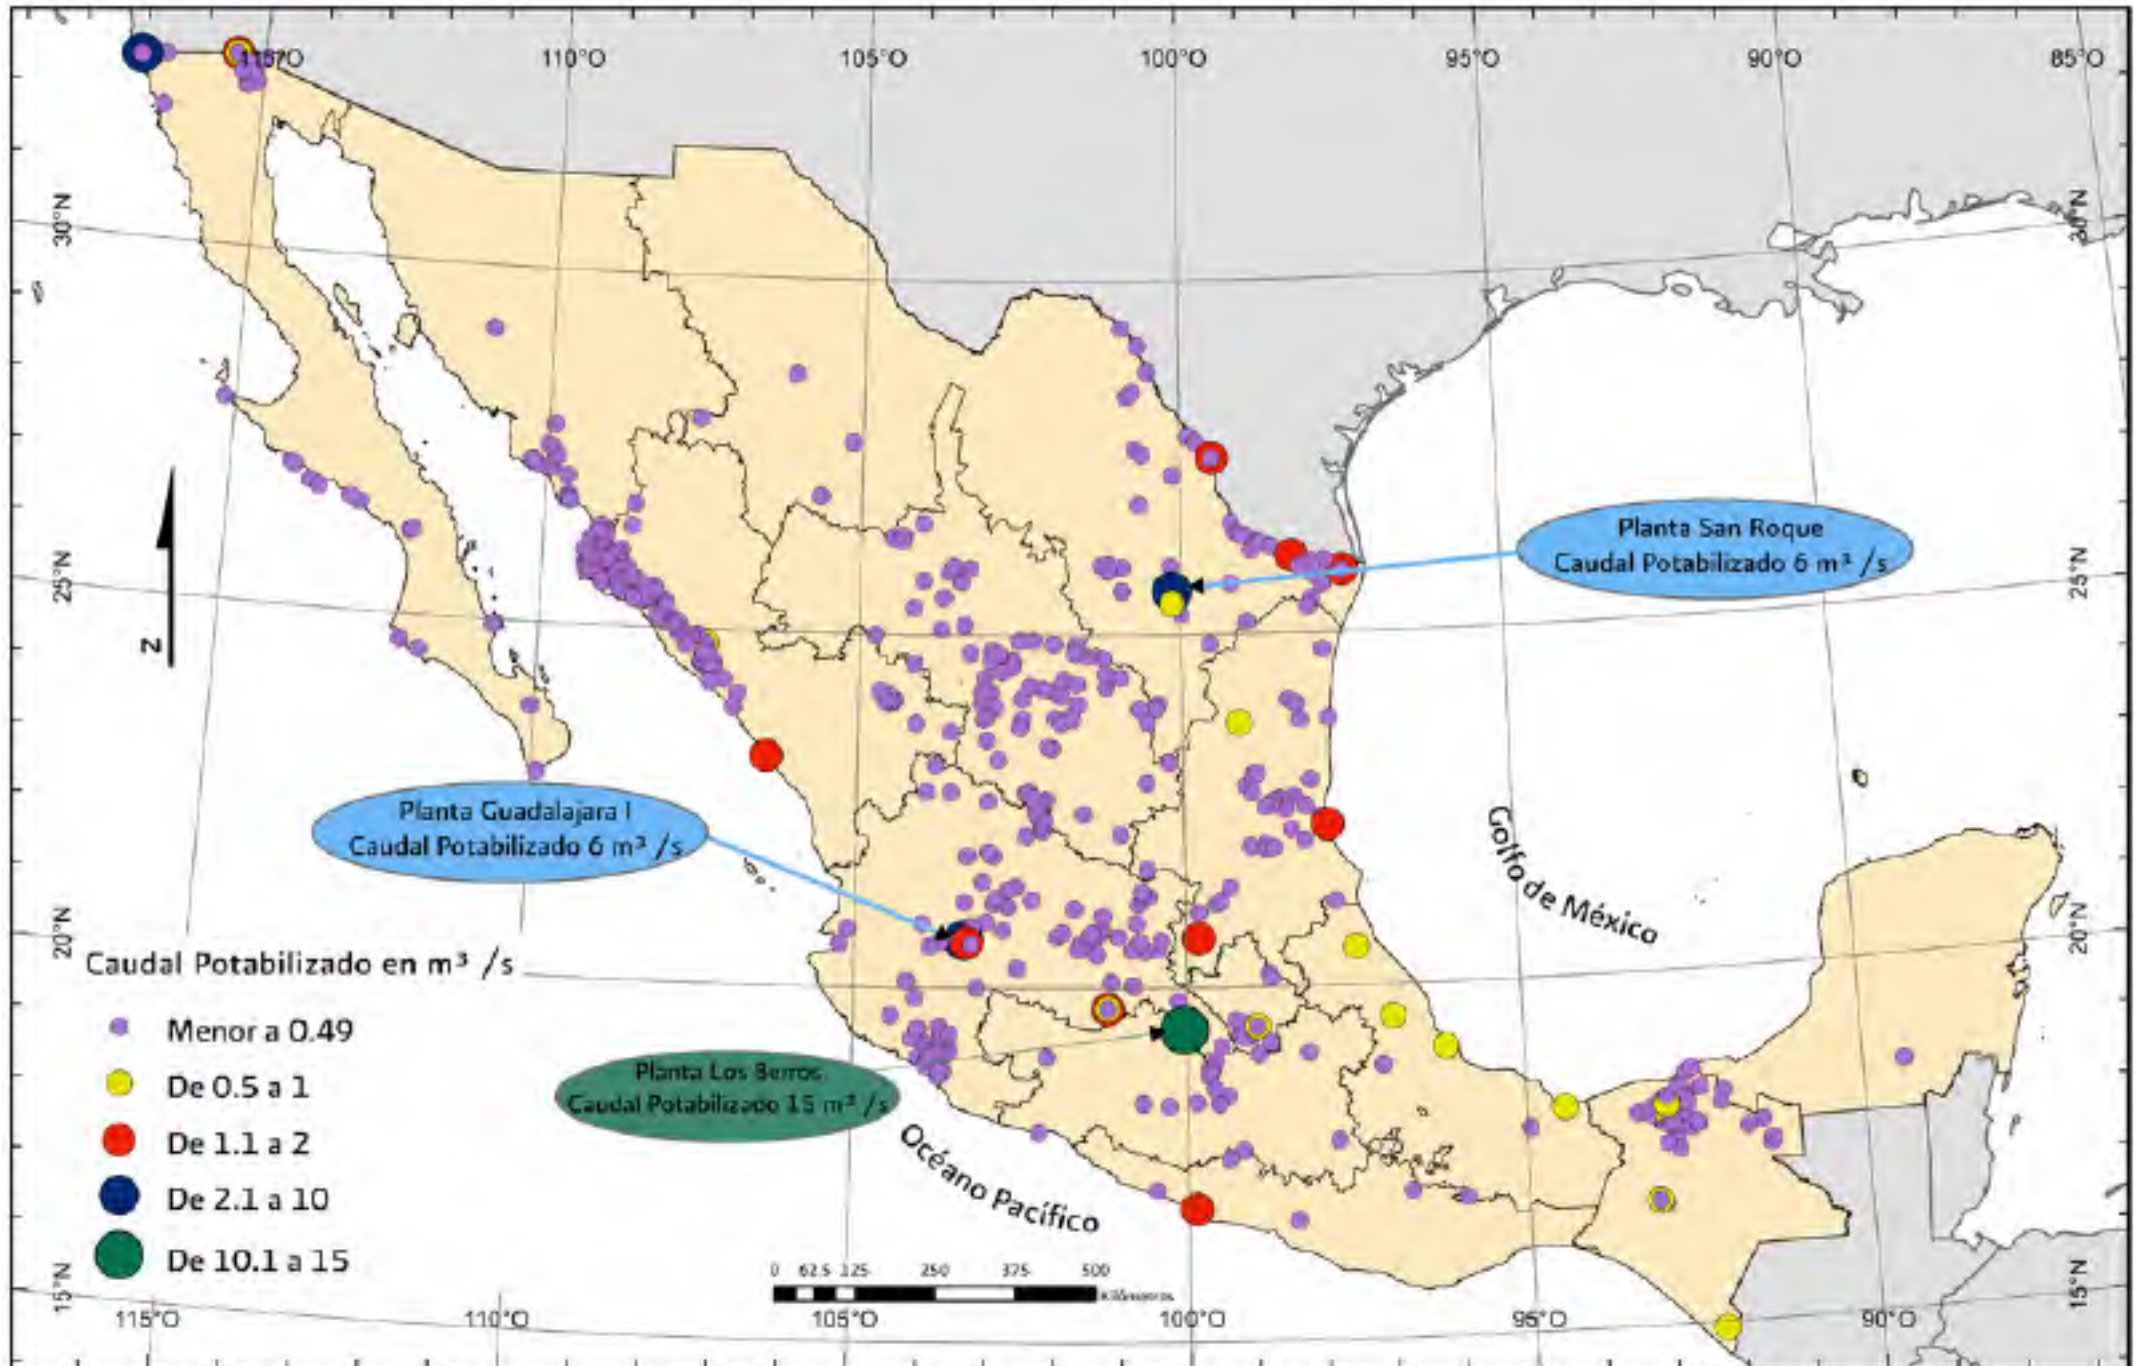 115°O 110°O 105°O 100°O 95°O 90°O 85°O
30°N
30°N
Planta San Roque
Caudal Potabilizado 6 m³ /s
25°N
25°N
N
Planta Guadalajara I
Caudal Potabilizado 6 m³ /s
Golfo de México
20°N
20°N
Caudal Potabilizado en m³ /s
Menor a 0.49
De 0.5 a 1
De 1.1 a 2
De 2.1 a 10
De 10.1 a 15
Planta Los Berros
Caudal Potabilizado 15 m³ /s
Océano Pacífico
0 62.5 125 250 375 500
Kilómetros
15°N
15°N
115°O 110°O 105°O 100°O 95°O 90°O